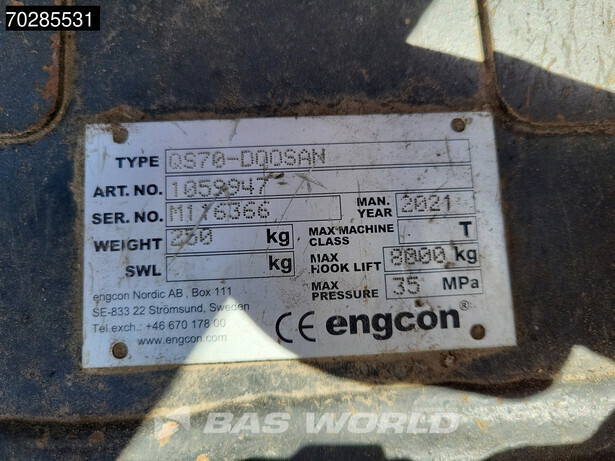 70285531
TYPE QS70-DOOSAN
ART. NO. 1059947
SER. NO. M116366 MAN. YEAR 2021
WEIGHT 250 kg MAX MACHINE CLASS T
SWL kg MAX HOOK LIFT 8000 kg
MAX PRESSURE 35 MPa
engcon Nordic AB , Box 111
SE-833 22 Strömsund, Sweden
Tel.exch.: +46 670 178 00
www.engcon.com
CE engcon®
BAS WORLD